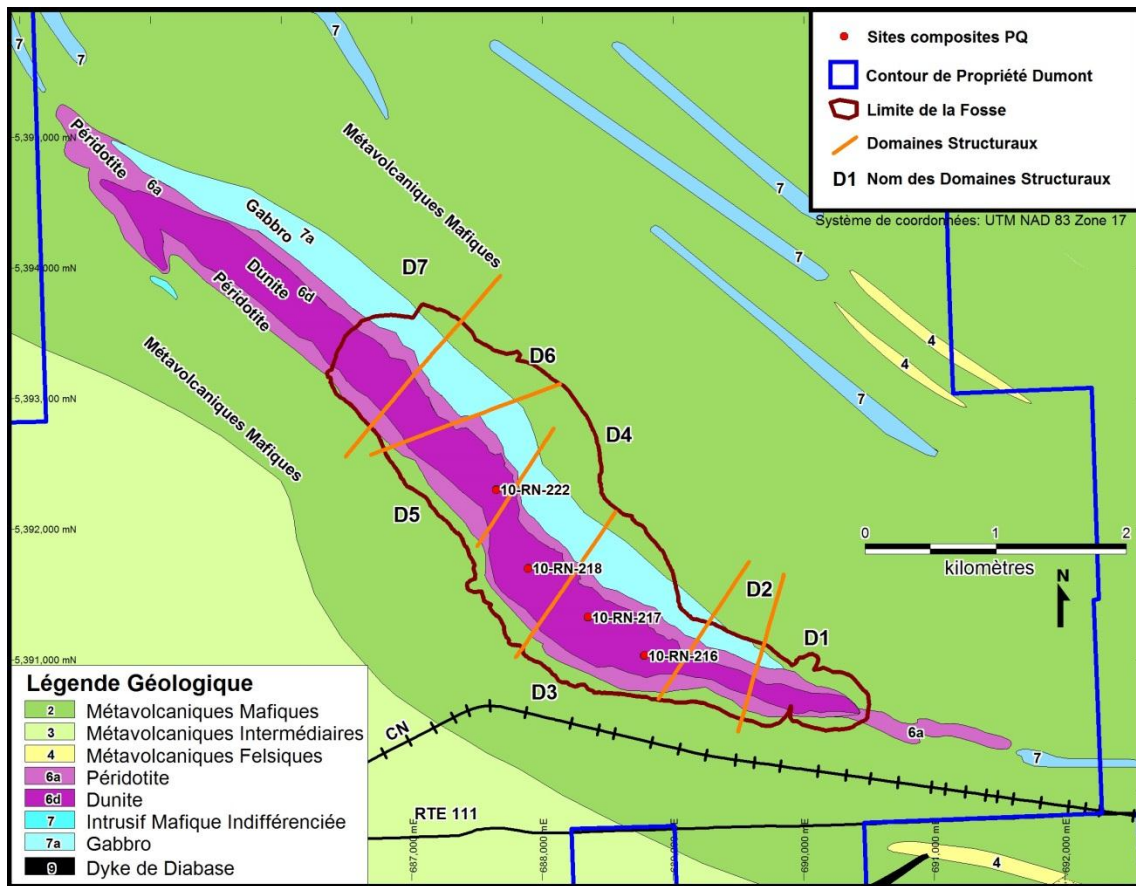 Sites composites PQ
Contour de Propriété Dumont
Limite de la Fosse
Domaines Structuraux
D1 Nom des Domaines Structuraux
Système de coordonnées: UTM NAD 83 Zone 17
7
7
7
7
7
7
7
4
4
7
Métavolcaniques Mafiques
Péridotite 6a
Gabbro 7a
Dunite 6d
Péridotite
Métavolcaniques Mafiques
5,394,000 mN
5,393,000 mN
5,392,000 mN
5,391,000 mN
D7
D6
D4
D5
D2
D1
D3
10-RN-222
10-RN-218
10-RN-217
10-RN-216
0 1 2
kilomètres
N
6a
CN
RTE 111
4
687,000 mE
688,000 mE
690,000 mE
691,000 mE
692,000 mE
Légende Géologique
2 Métavolcaniques Mafiques
3 Métavolcaniques Intermédiaires
4 Métavolcaniques Felsiques
6a Péridotite
6d Dunite
7 Intrusif Mafique Indifférenciée
7a Gabbro
9 Dyke de Diabase